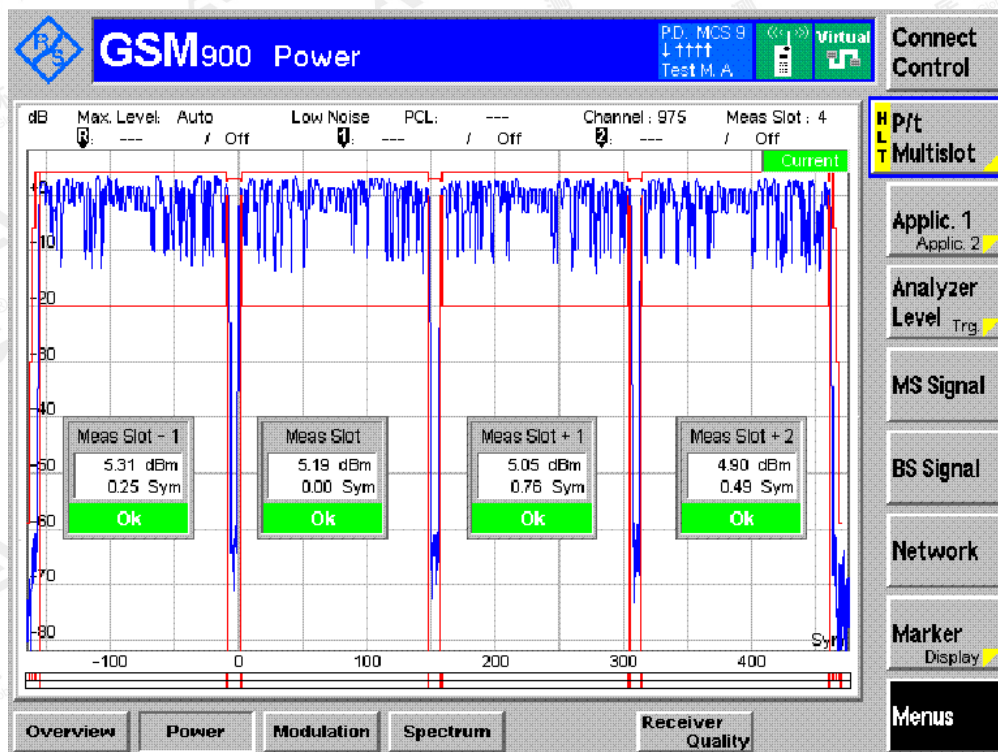 R/S
GSM900 Power
P.D. MCS 9
↓ ↑↑↑↑
Test M. A
Virtual
Connect
Control
dB Max. Level: Auto Low Noise PCL: --- Channel : 975 Meas Slot : 4
R: --- / Off 1: --- / Off 2: --- / Off
Current
H
L
T
P/t
Multislot
Applic. 1
Applic. 2
Analyzer
Level Trg.
MS Signal
BS Signal
Network
Marker
Display
Menus
+0
-10
-20
-30
-40
-50
-60
-70
-80
Meas Slot - 1
5.31 dBm
0.25 Sym
Ok
Meas Slot
5.19 dBm
0.00 Sym
Ok
Meas Slot + 1
5.05 dBm
0.76 Sym
Ok
Meas Slot + 2
4.90 dBm
0.49 Sym
Ok
Sym
-100 0 100 200 300 400
Overview Power Modulation Spectrum Receiver
Quality